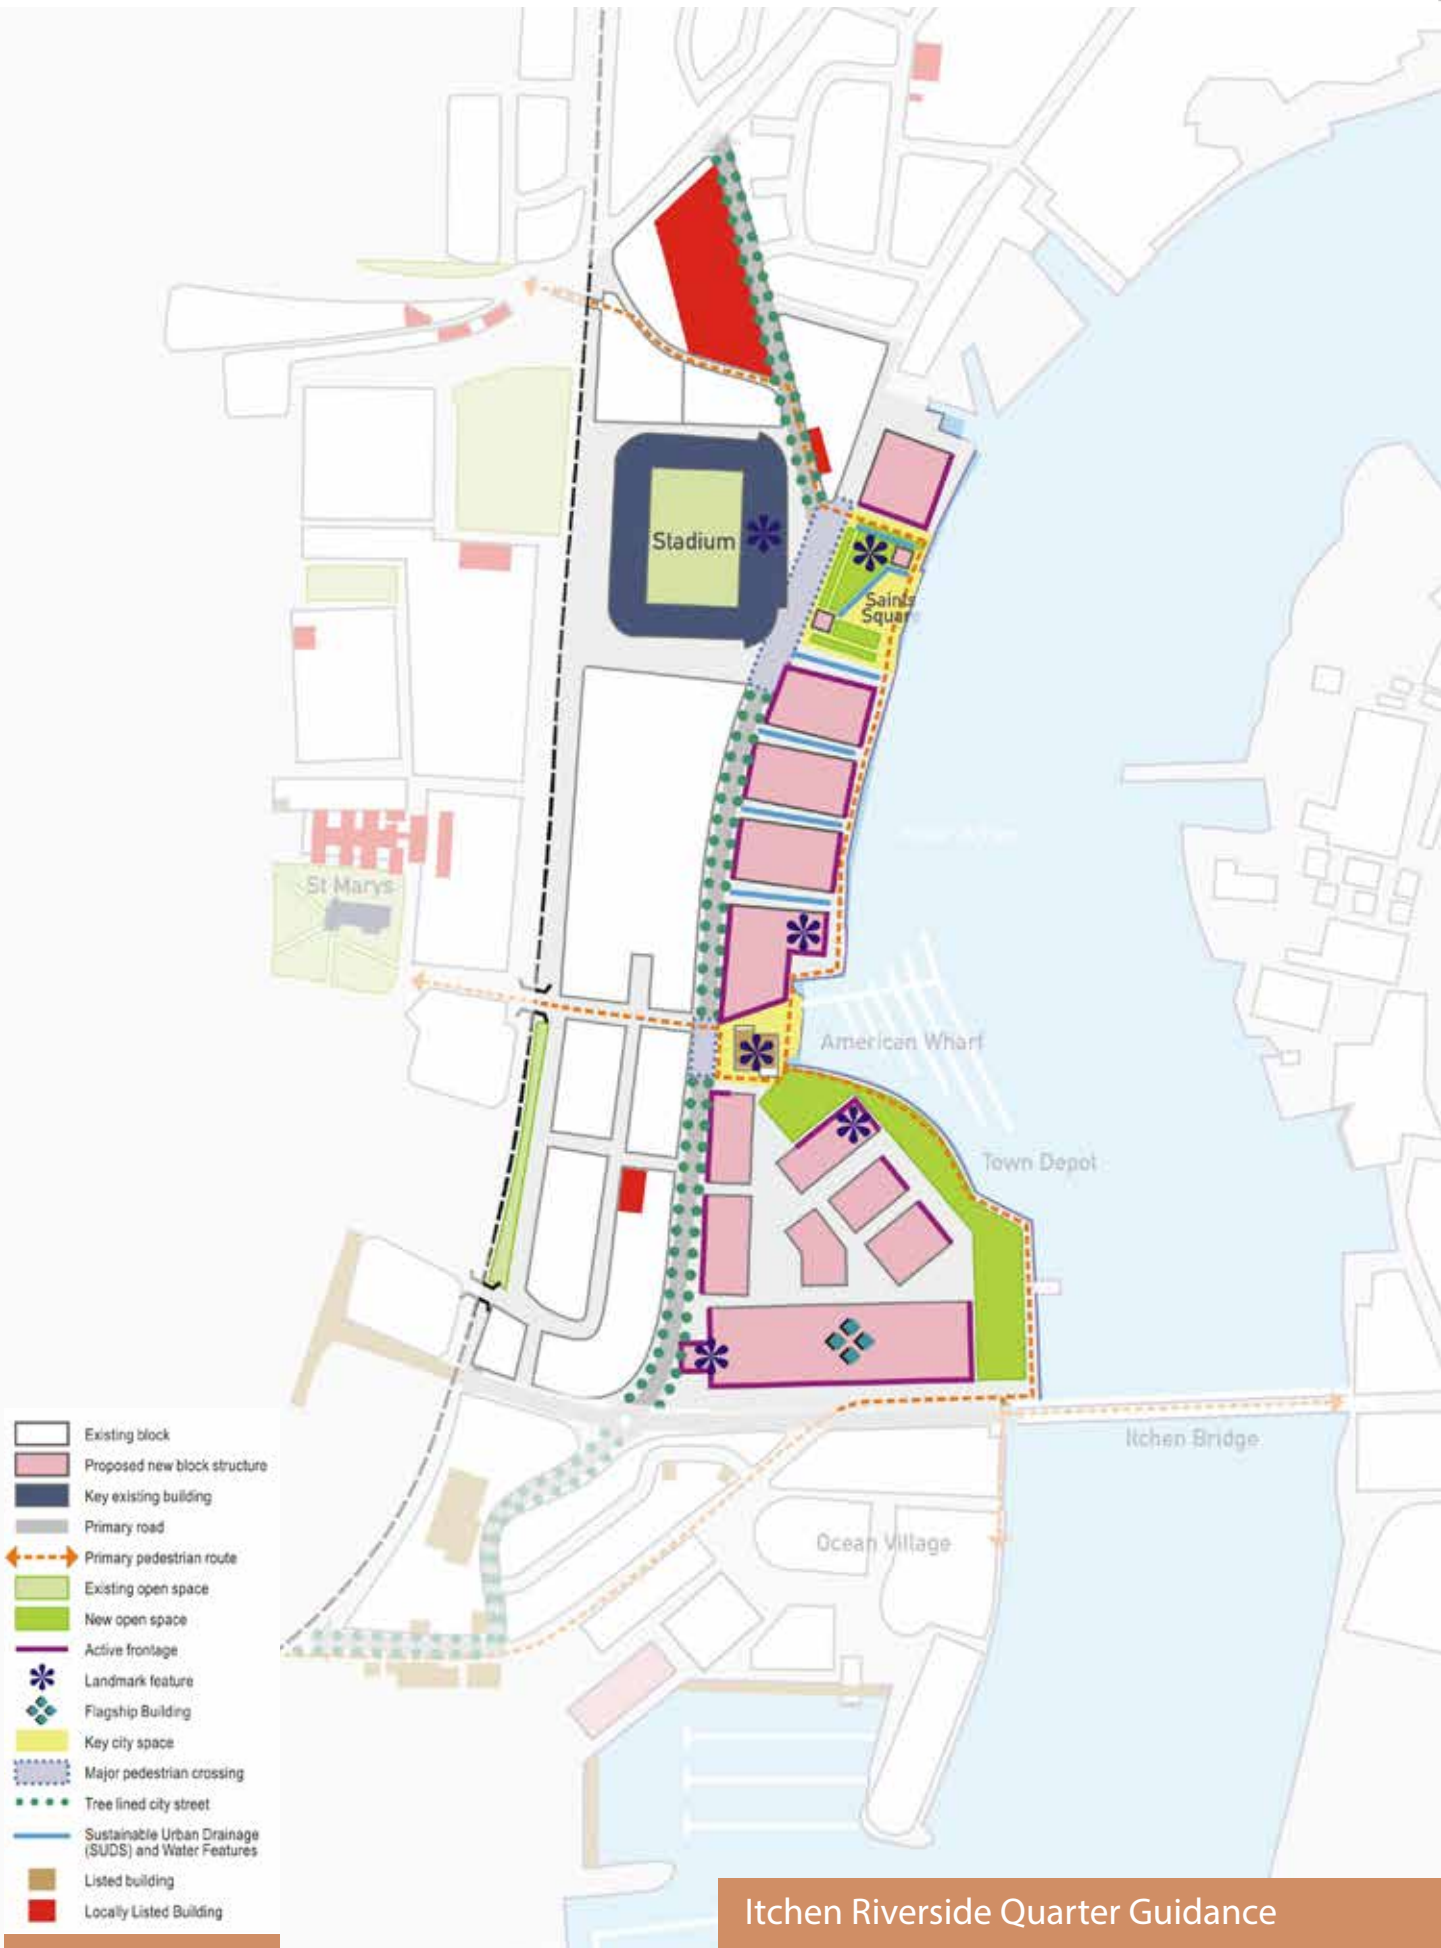 Stadium
Saints
Square
St Marys
American Wharf
Town Depot
Itchen Bridge
Ocean Village
Existing block
Proposed new block structure
Key existing building
Primary road
Primary pedestrian route
Existing open space
New open space
Active frontage
Landmark feature
Flagship Building
Key city space
Major pedestrian crossing
Tree lined city street
Sustainable Urban Drainage
(SUDS) and Water Features
Listed building
Locally Listed Building
Itchen Riverside Quarter Guidance